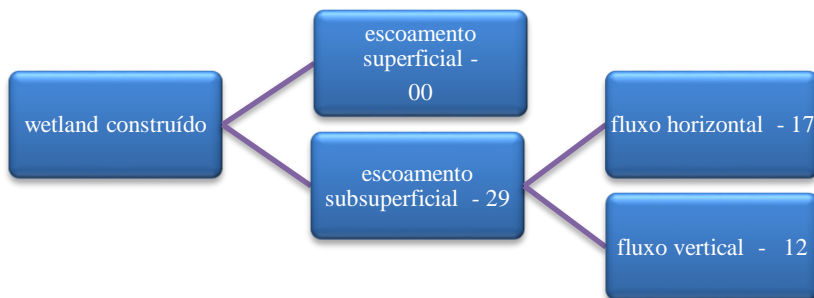 wetland construído
escoamento
superficial -
00
escoamento
subsuperficial - 29
fluxo horizontal - 17
fluxo vertical - 12